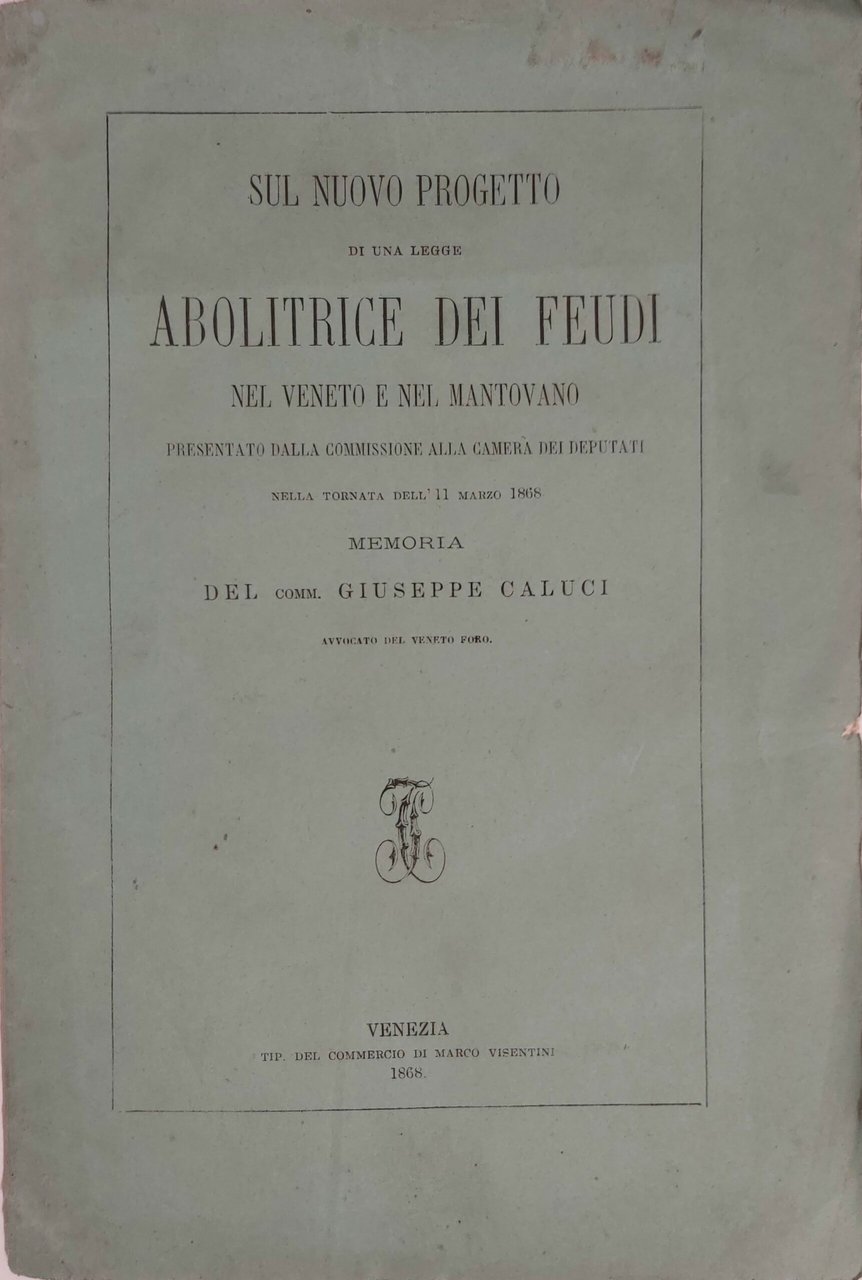 SUL NUOVO PROGETTO
DI UNA LEGGE
ABOLITRICE DEI FEUDI
NEL VENETO E NEL MANTOVANO
PRESENTATO DALLA COMMISSIONE ALLA CAMERA DEI DEPUTATI
NELLA TORNATA DELL' 11 MARZO 1868
MEMORIA
DEL COMM. GIUSEPPE CALUCI
AVVOCATO DEL VENETO FORO.
VENEZIA
TIP. DEL COMMERCIO DI MARCO VISENTINI
1868.